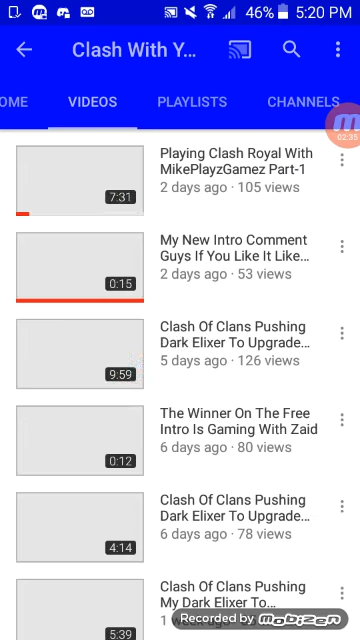 46% 5:20 PM
Clash With Y...
OME VIDEOS PLAYLISTS CHANNELS
02:35
Playing Clash Royal With
MikePlayzGamez Part-1
2 days ago · 105 views
7:31
My New Intro Comment
Guys If You Like It Like...
2 days ago · 53 views
0:15
Clash Of Clans Pushing
Dark Elixer To Upgrade...
5 days ago · 126 views
9:59
The Winner On The Free
Intro Is Gaming With Zaid
6 days ago · 80 views
0:12
Clash Of Clans Pushing
Dark Elixer To Upgrade...
6 days ago · 78 views
4:14
Clash Of Clans Pushing
My Dark Elixer To...
1 week
5:39
Recorded by Mobizen